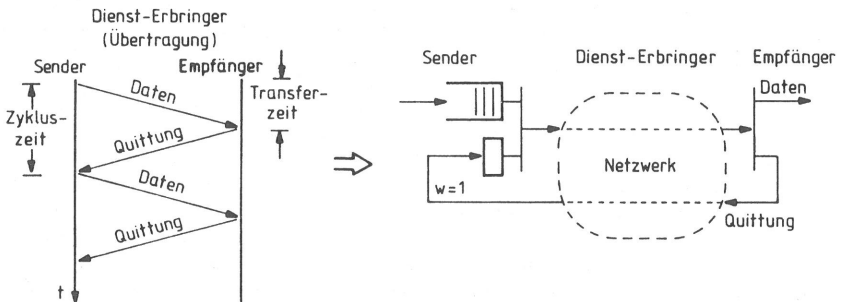 Dienst-Erbringer
(Übertragung)
Sender
Empfänger
Daten
Transfer-
zeit
Zyklus-
zeit
Quittung
Daten
Quittung
t
Sender
Dienst-Erbringer
Empfänger
Daten
Netzwerk
w=1
Quittung